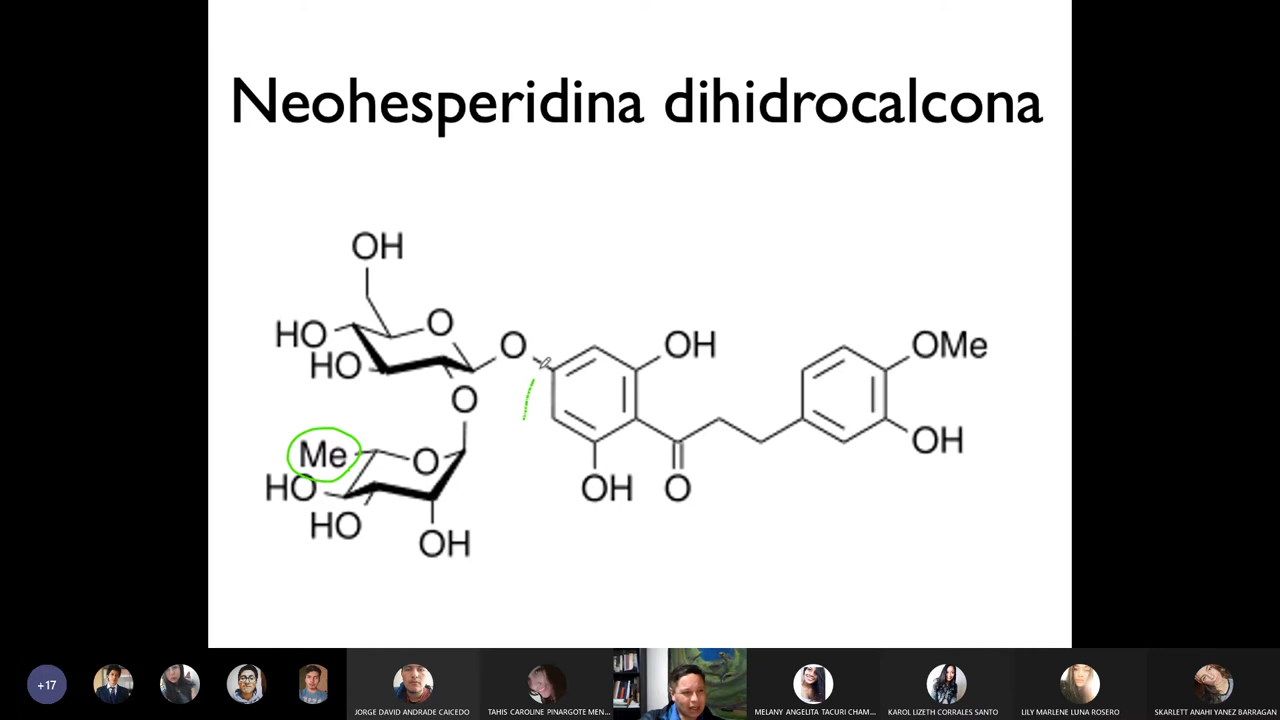 Neohesperidina dihidrocalcona
OH
HO
O
O
HO
OH
OMe
O
Me
O
OH
HO
OH
O
HO
OH
+17
JORGE DAVID ANDRADE CAICEDO
TAHIS CAROLINE PINARGOTE MEN...
MELANY ANGELITA TACURI CHAM...
KAROL LIZETH CORRALES SANTO
LILY MARLENE LUNA ROSERO
SKARLETT ANAHI YANEZ BARRAGAN